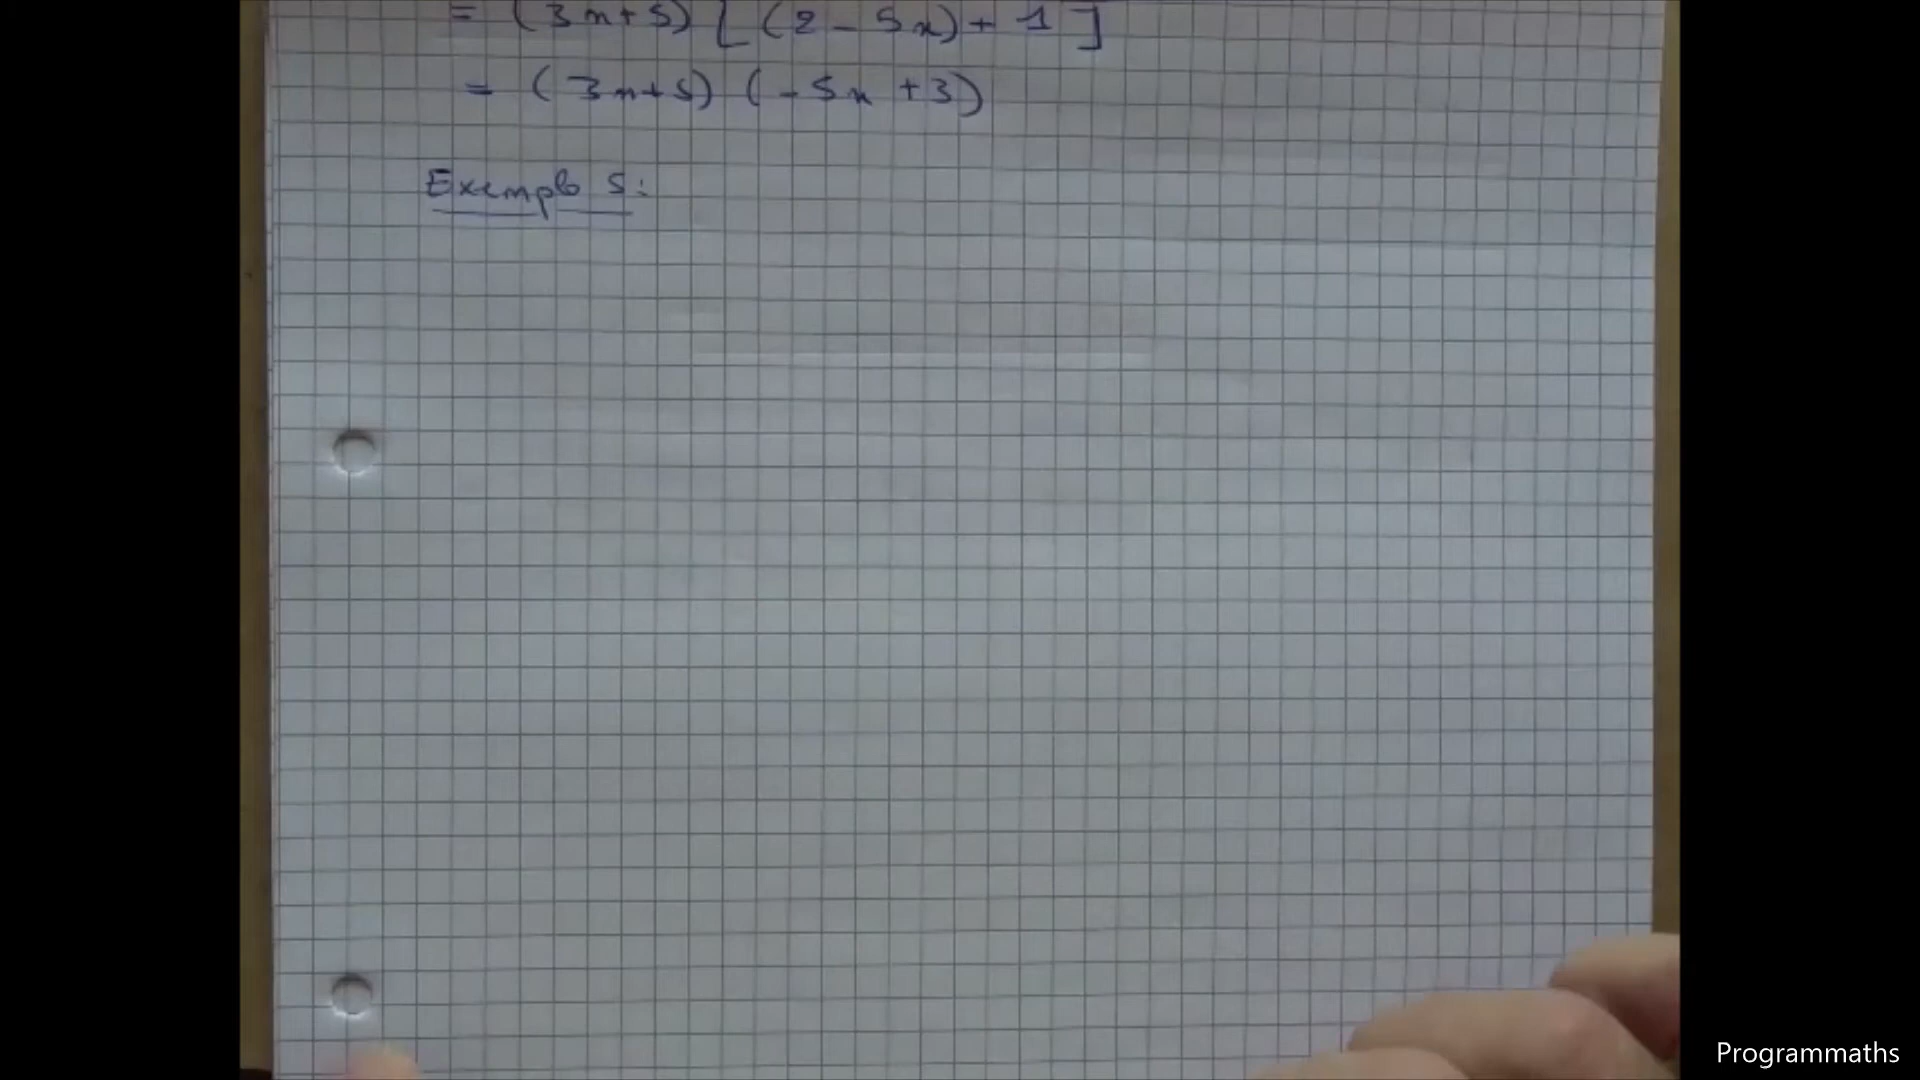 = (3x+5) [(2-5x)+1]
= (3x+5) (-5x+3)
Exemple 5:
Programmaths